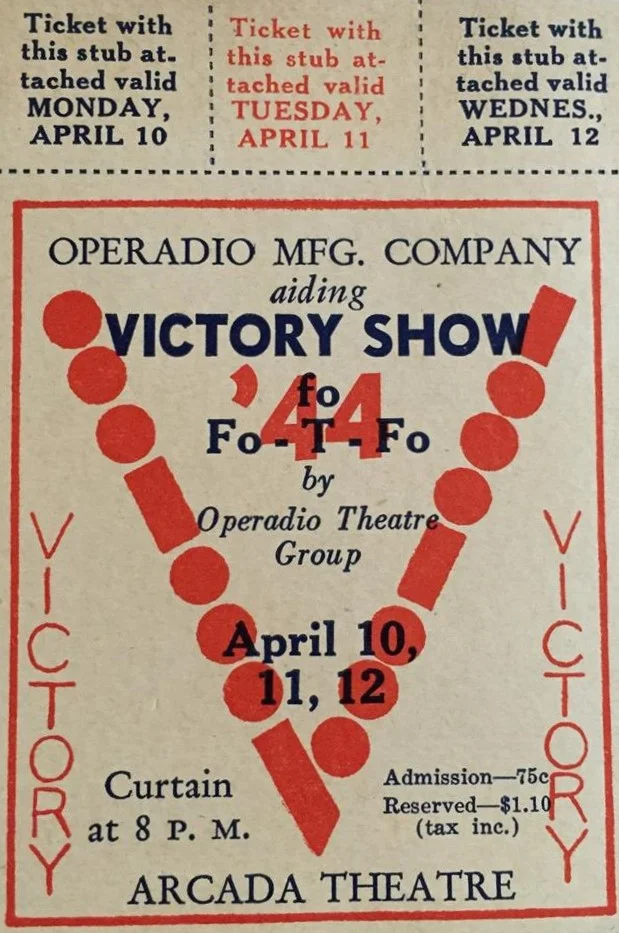 Ticket with
this stub at-
tached valid
MONDAY,
APRIL 10
Ticket with
this stub at-
tached valid
TUESDAY,
APRIL 11
Ticket with
this stub at-
tached valid
WEDNES.,
APRIL 12
OPERADIO MFG. COMPANY
aiding
VICTORY SHOW
'44
fo
Fo - T - Fo
by
Operadio Theatre
Group
April 10,
11, 12
VICTORY
VICTORY
Curtain
at 8 P. M.
Admission—75c
Reserved—$1.10
(tax inc.)
ARCADA THEATRE